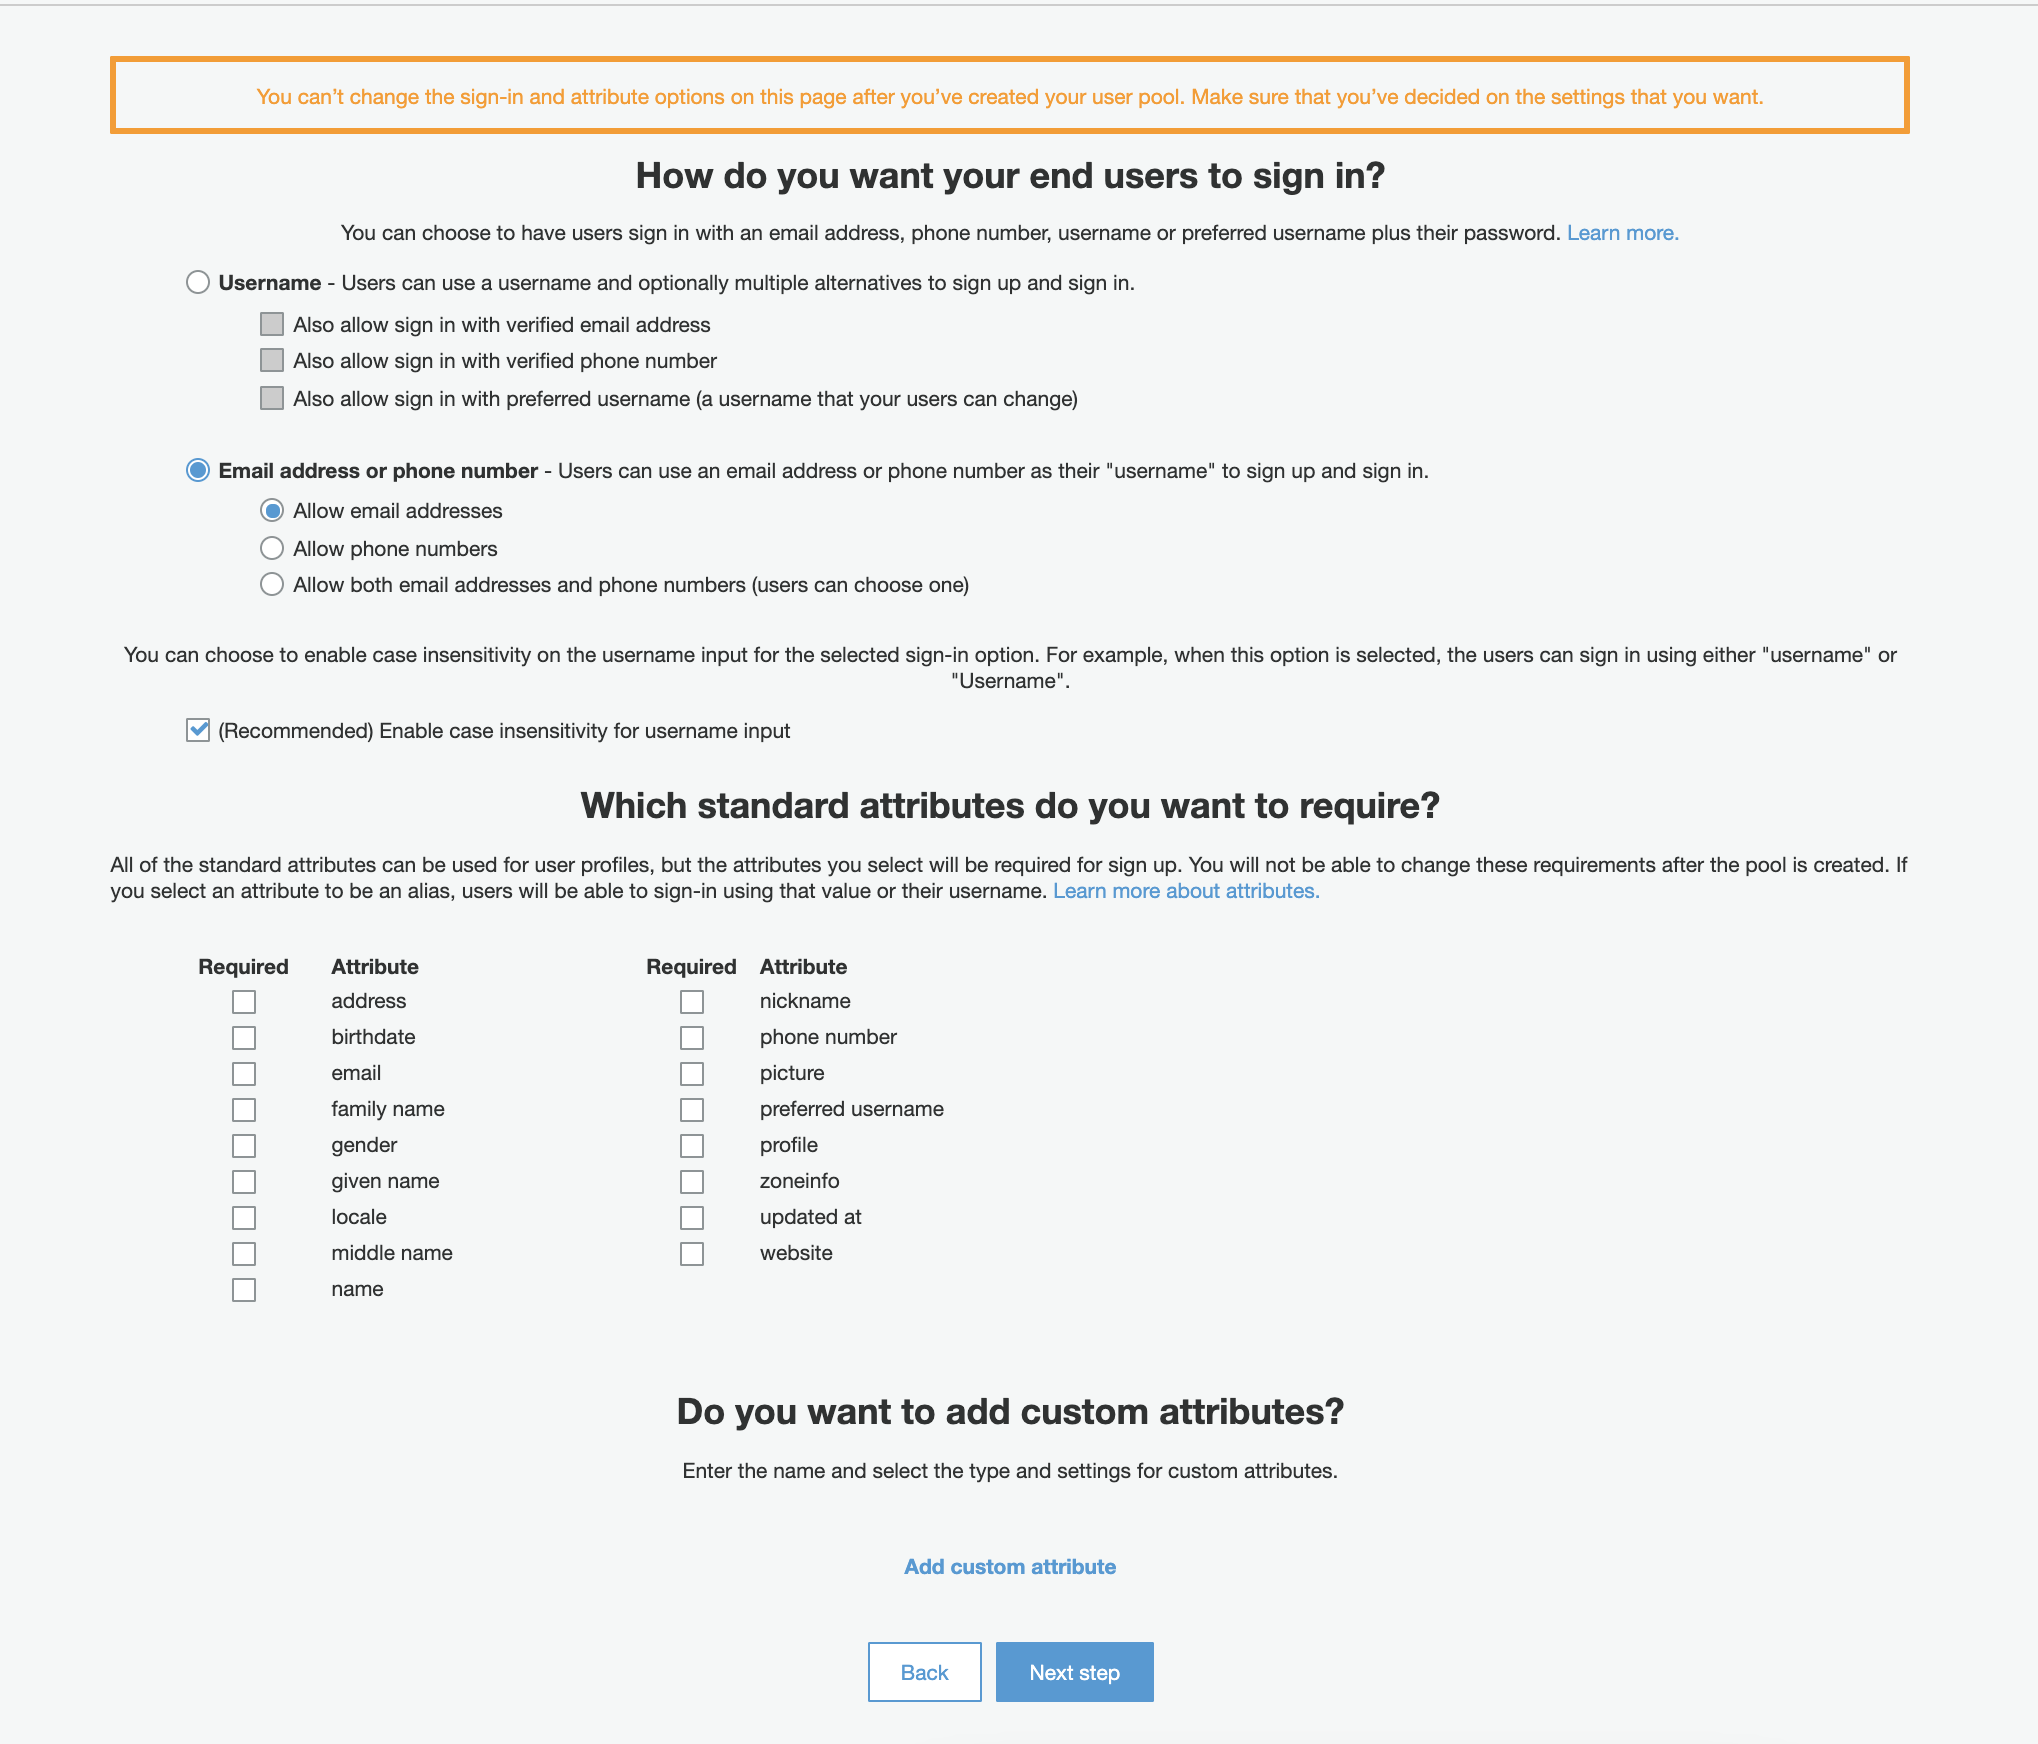 You can’t change the sign-in and attribute options on this page after you’ve created your user pool. Make sure that you’ve decided on the settings that you want.
How do you want your end users to sign in?
You can choose to have users sign in with an email address, phone number, username or preferred username plus their password. Learn more.
Username - Users can use a username and optionally multiple alternatives to sign up and sign in.
Also allow sign in with verified email address
Also allow sign in with verified phone number
Also allow sign in with preferred username (a username that your users can change)
Email address or phone number - Users can use an email address or phone number as their "username" to sign up and sign in.
Allow email addresses
Allow phone numbers
Allow both email addresses and phone numbers (users can choose one)
You can choose to enable case insensitivity on the username input for the selected sign-in option. For example, when this option is selected, the users can sign in using either "username" or
"Username".
(Recommended) Enable case insensitivity for username input
Which standard attributes do you want to require?
All of the standard attributes can be used for user profiles, but the attributes you select will be required for sign up. You will not be able to change these requirements after the pool is created. If
you select an attribute to be an alias, users will be able to sign-in using that value or their username. Learn more about attributes.
Required Attribute
address
birthdate
email
family name
gender
given name
locale
middle name
name
Required Attribute
nickname
phone number
picture
preferred username
profile
zoneinfo
updated at
website
Do you want to add custom attributes?
Enter the name and select the type and settings for custom attributes.
Add custom attribute
Back
Next step